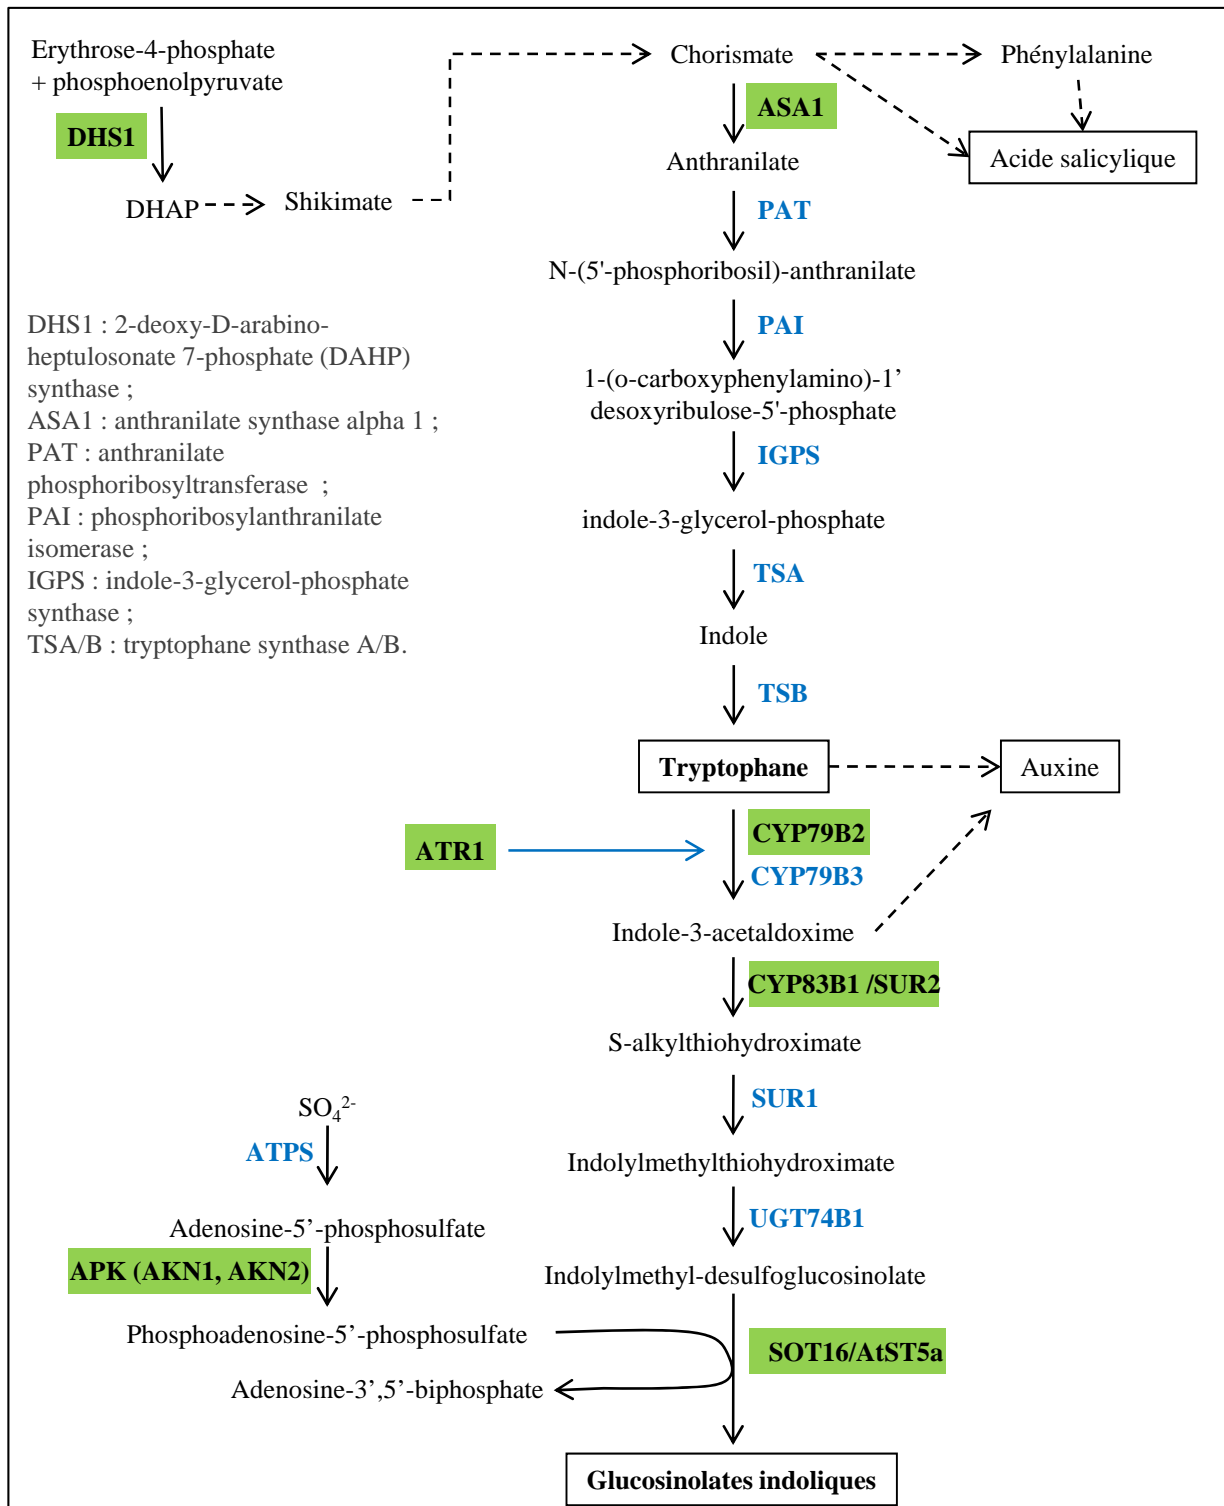 Erythrose-4-phosphate
+ phosphoenolpyruvate
DHS1
DHAP
Shikimate
Chorismate
Phénylalanine
ASA1
Acide salicylique
Anthranilate
PAT
N-(5'-phosphoribosil)-anthranilate
PAI
1-(o-carboxyphenylamino)-1’
desoxyribulose-5'-phosphate
IGPS
indole-3-glycerol-phosphate
TSA
Indole
TSB
DHS1 : 2-deoxy-D-arabino-
heptulosonate 7-phosphate (DAHP)
synthase ;
ASA1 : anthranilate synthase alpha 1 ;
PAT : anthranilate
phosphoribosyltransferase ;
PAI : phosphoribosylanthranilate
isomerase ;
IGPS : indole-3-glycerol-phosphate
synthase ;
TSA/B : tryptophane synthase A/B.
Tryptophane
Auxine
ATR1
CYP79B2
CYP79B3
Indole-3-acetaldoxime
CYP83B1 /SUR2
S-alkylthiohydroximate
SUR1
Indolylmethylthiohydroximate
UGT74B1
Indolylmethyl-desulfoglucosinolate
SO₄²⁻
ATPS
Adenosine-5’-phosphosulfate
APK (AKN1, AKN2)
Phosphoadenosine-5’-phosphosulfate
SOT16/AtST5a
Adenosine-3’,5’-biphosphate
Glucosinolates indoliques